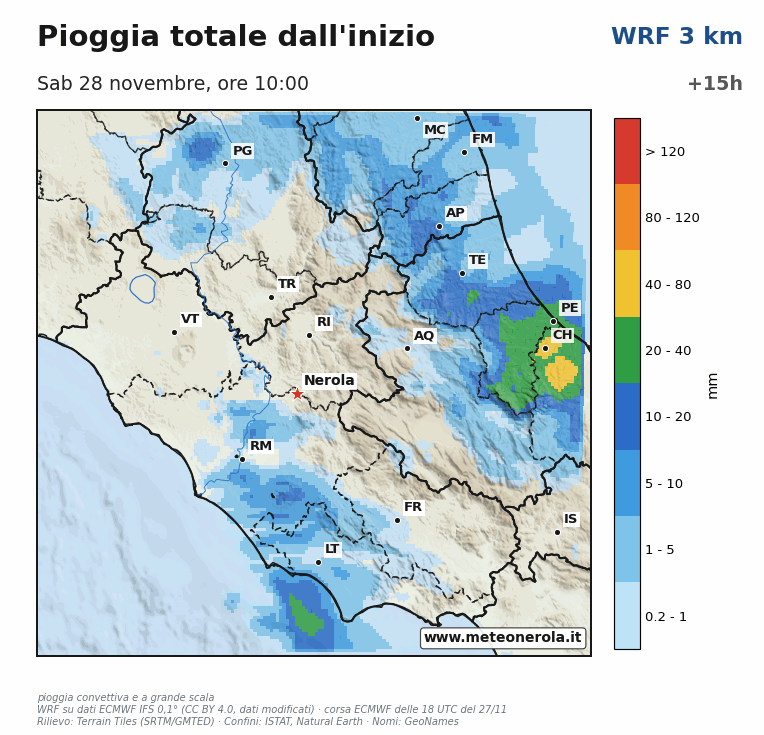 Pioggia totale dall'inizio
WRF 3 km
Sab 28 novembre, ore 10:00
+15h
MC
FM
PG
AP
TE
TR
PE
VT
RI
AQ
CH
Nerola
RM
FR
IS
LT
www.meteonerola.it
> 120
80 - 120
40 - 80
20 - 40
10 - 20
5 - 10
1 - 5
0.2 - 1
mm
pioggia convettiva e a grande scala
WRF su dati ECMWF IFS 0,1° (CC BY 4.0, dati modificati) · corsa ECMWF delle 18 UTC del 27/11
Rilievo: Terrain Tiles (SRTM/GMTED) · Confini: ISTAT, Natural Earth · Nomi: GeoNames